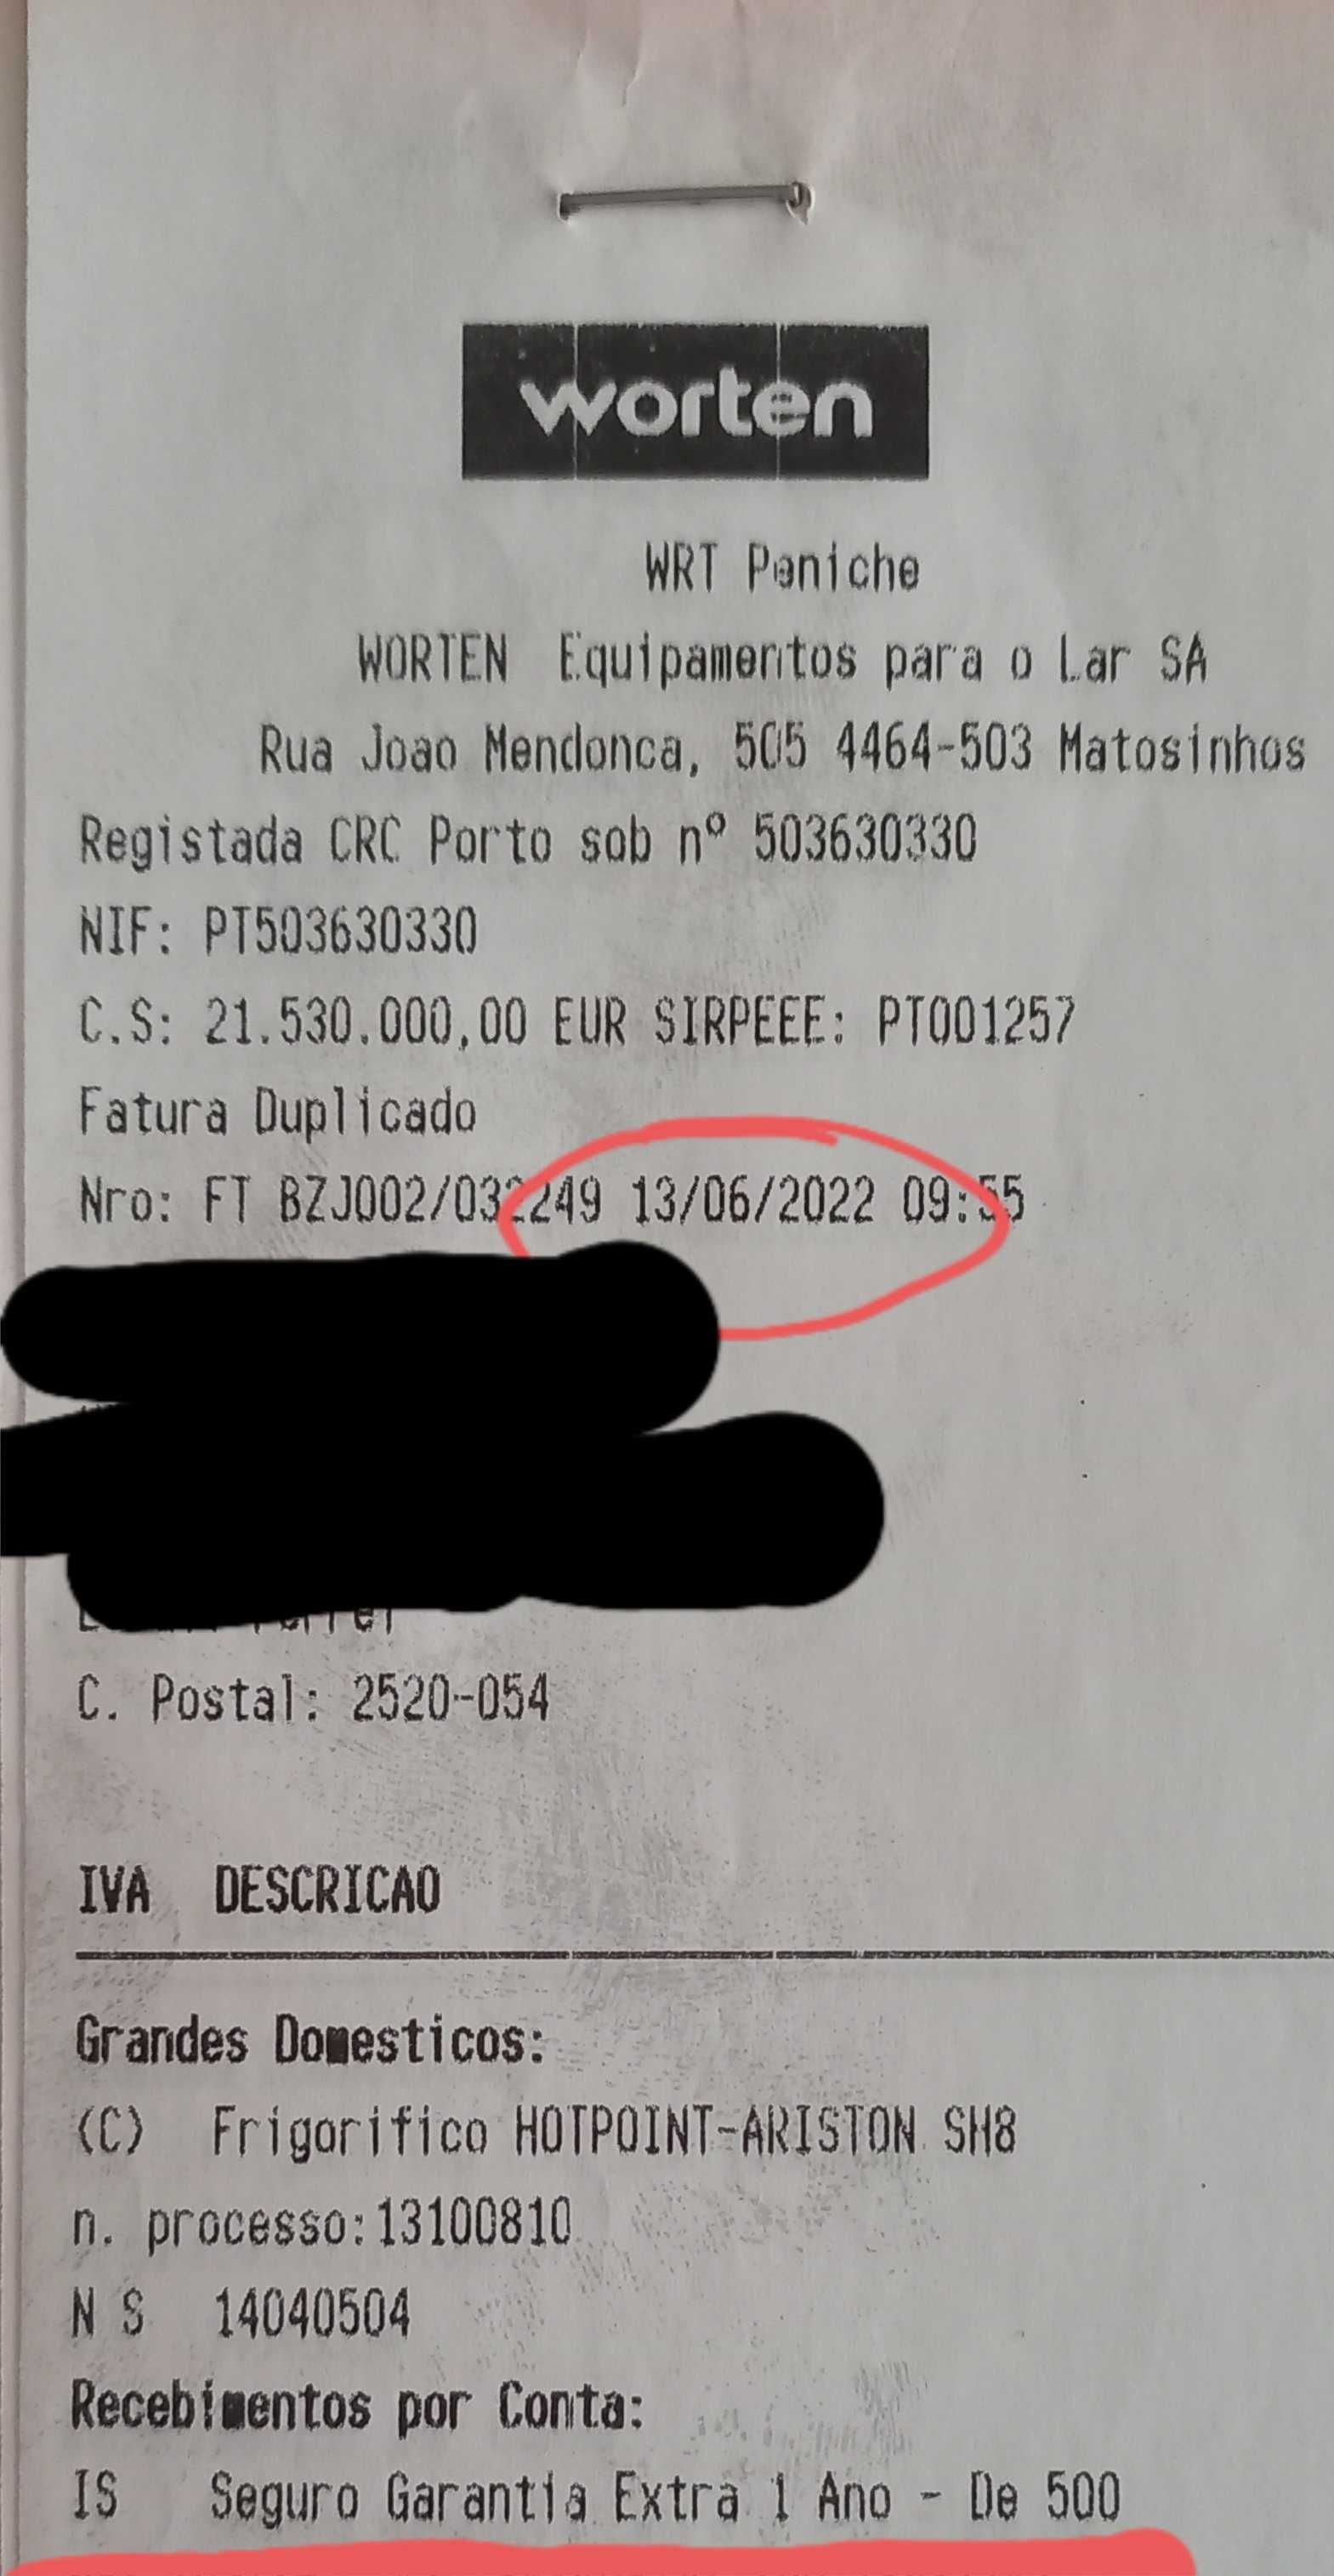 worten
WRT Peniche
WORTEN Equipamentos para o Lar SA
Rua Joao Mendonca, 505 4464-503 Matosinhos
Registada CRC Porto sob nº 503630330
NIF: PT503630330
C.S: 21.530.000,00 EUR SIRPEEE: PT001257
Fatura Duplicado
Nro: FT BZJ002/032249 13/06/2022 09:55
C. Postal: 2520-054
IVA DESCRICAO
Grandes Domesticos:
(C) Frigorifico HOTPOINT-ARISTON SH8
n. processo:13100810
N S 14040504
Recebimentos por Conta:
IS Seguro Garantia Extra 1 Ano - De 500